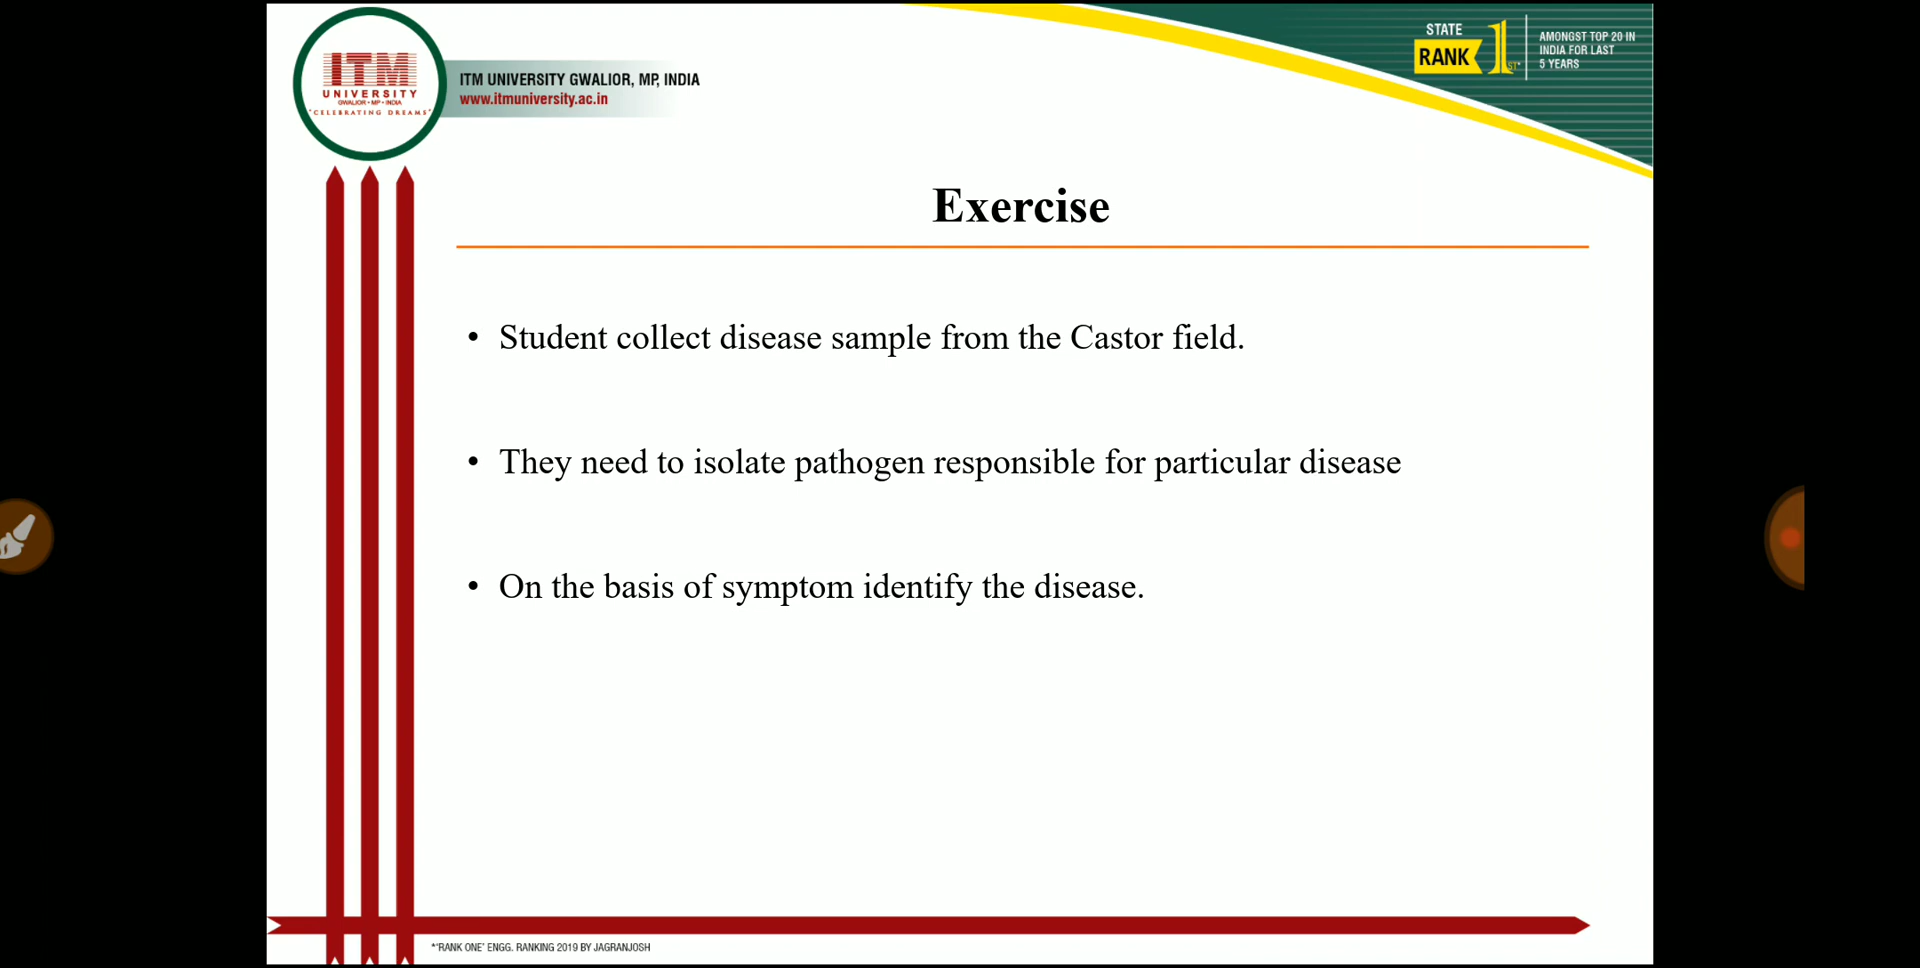 ITM
UNIVERSITY
GWALIOR • MP • INDIA
"CELEBRATING DREAMS"
ITM UNIVERSITY GWALIOR, MP, INDIA
www.itmuniversity.ac.in
STATE
RANK 1ST*
AMONGST TOP 20 IN
INDIA FOR LAST
5 YEARS
Exercise
• Student collect disease sample from the Castor field.
• They need to isolate pathogen responsible for particular disease
• On the basis of symptom identify the disease.
*'RANK ONE' ENGG. RANKING 2019 BY JAGRANJOSH